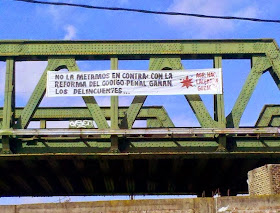 NO LA METAMOS EN CONTRA: CON LA
REFORMA DEL CODIGO PENAL GANAN
LOS DELINCUENTES...